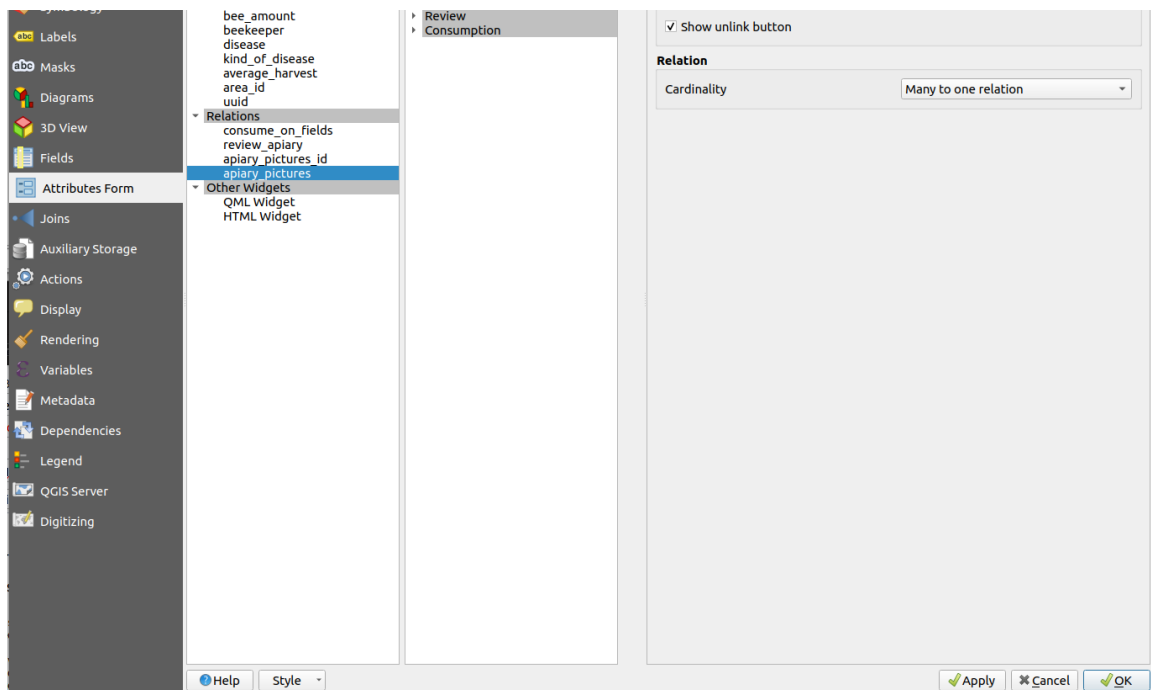 Labels
Masks
Diagrams
3D View
Fields
Attributes Form
Joins
Auxiliary Storage
Actions
Display
Rendering
Variables
Metadata
Dependencies
Legend
QGIS Server
Digitizing
bee_amount
beekeeper
disease
kind_of_disease
average_harvest
area_id
uuid
Relations
consume_on_fields
review_apiary
apiary_pictures_id
apiary_pictures
Other Widgets
QML Widget
HTML Widget
Review
Consumption
Show unlink button
Relation
Cardinality Many to one relation
Help Style Apply Cancel OK